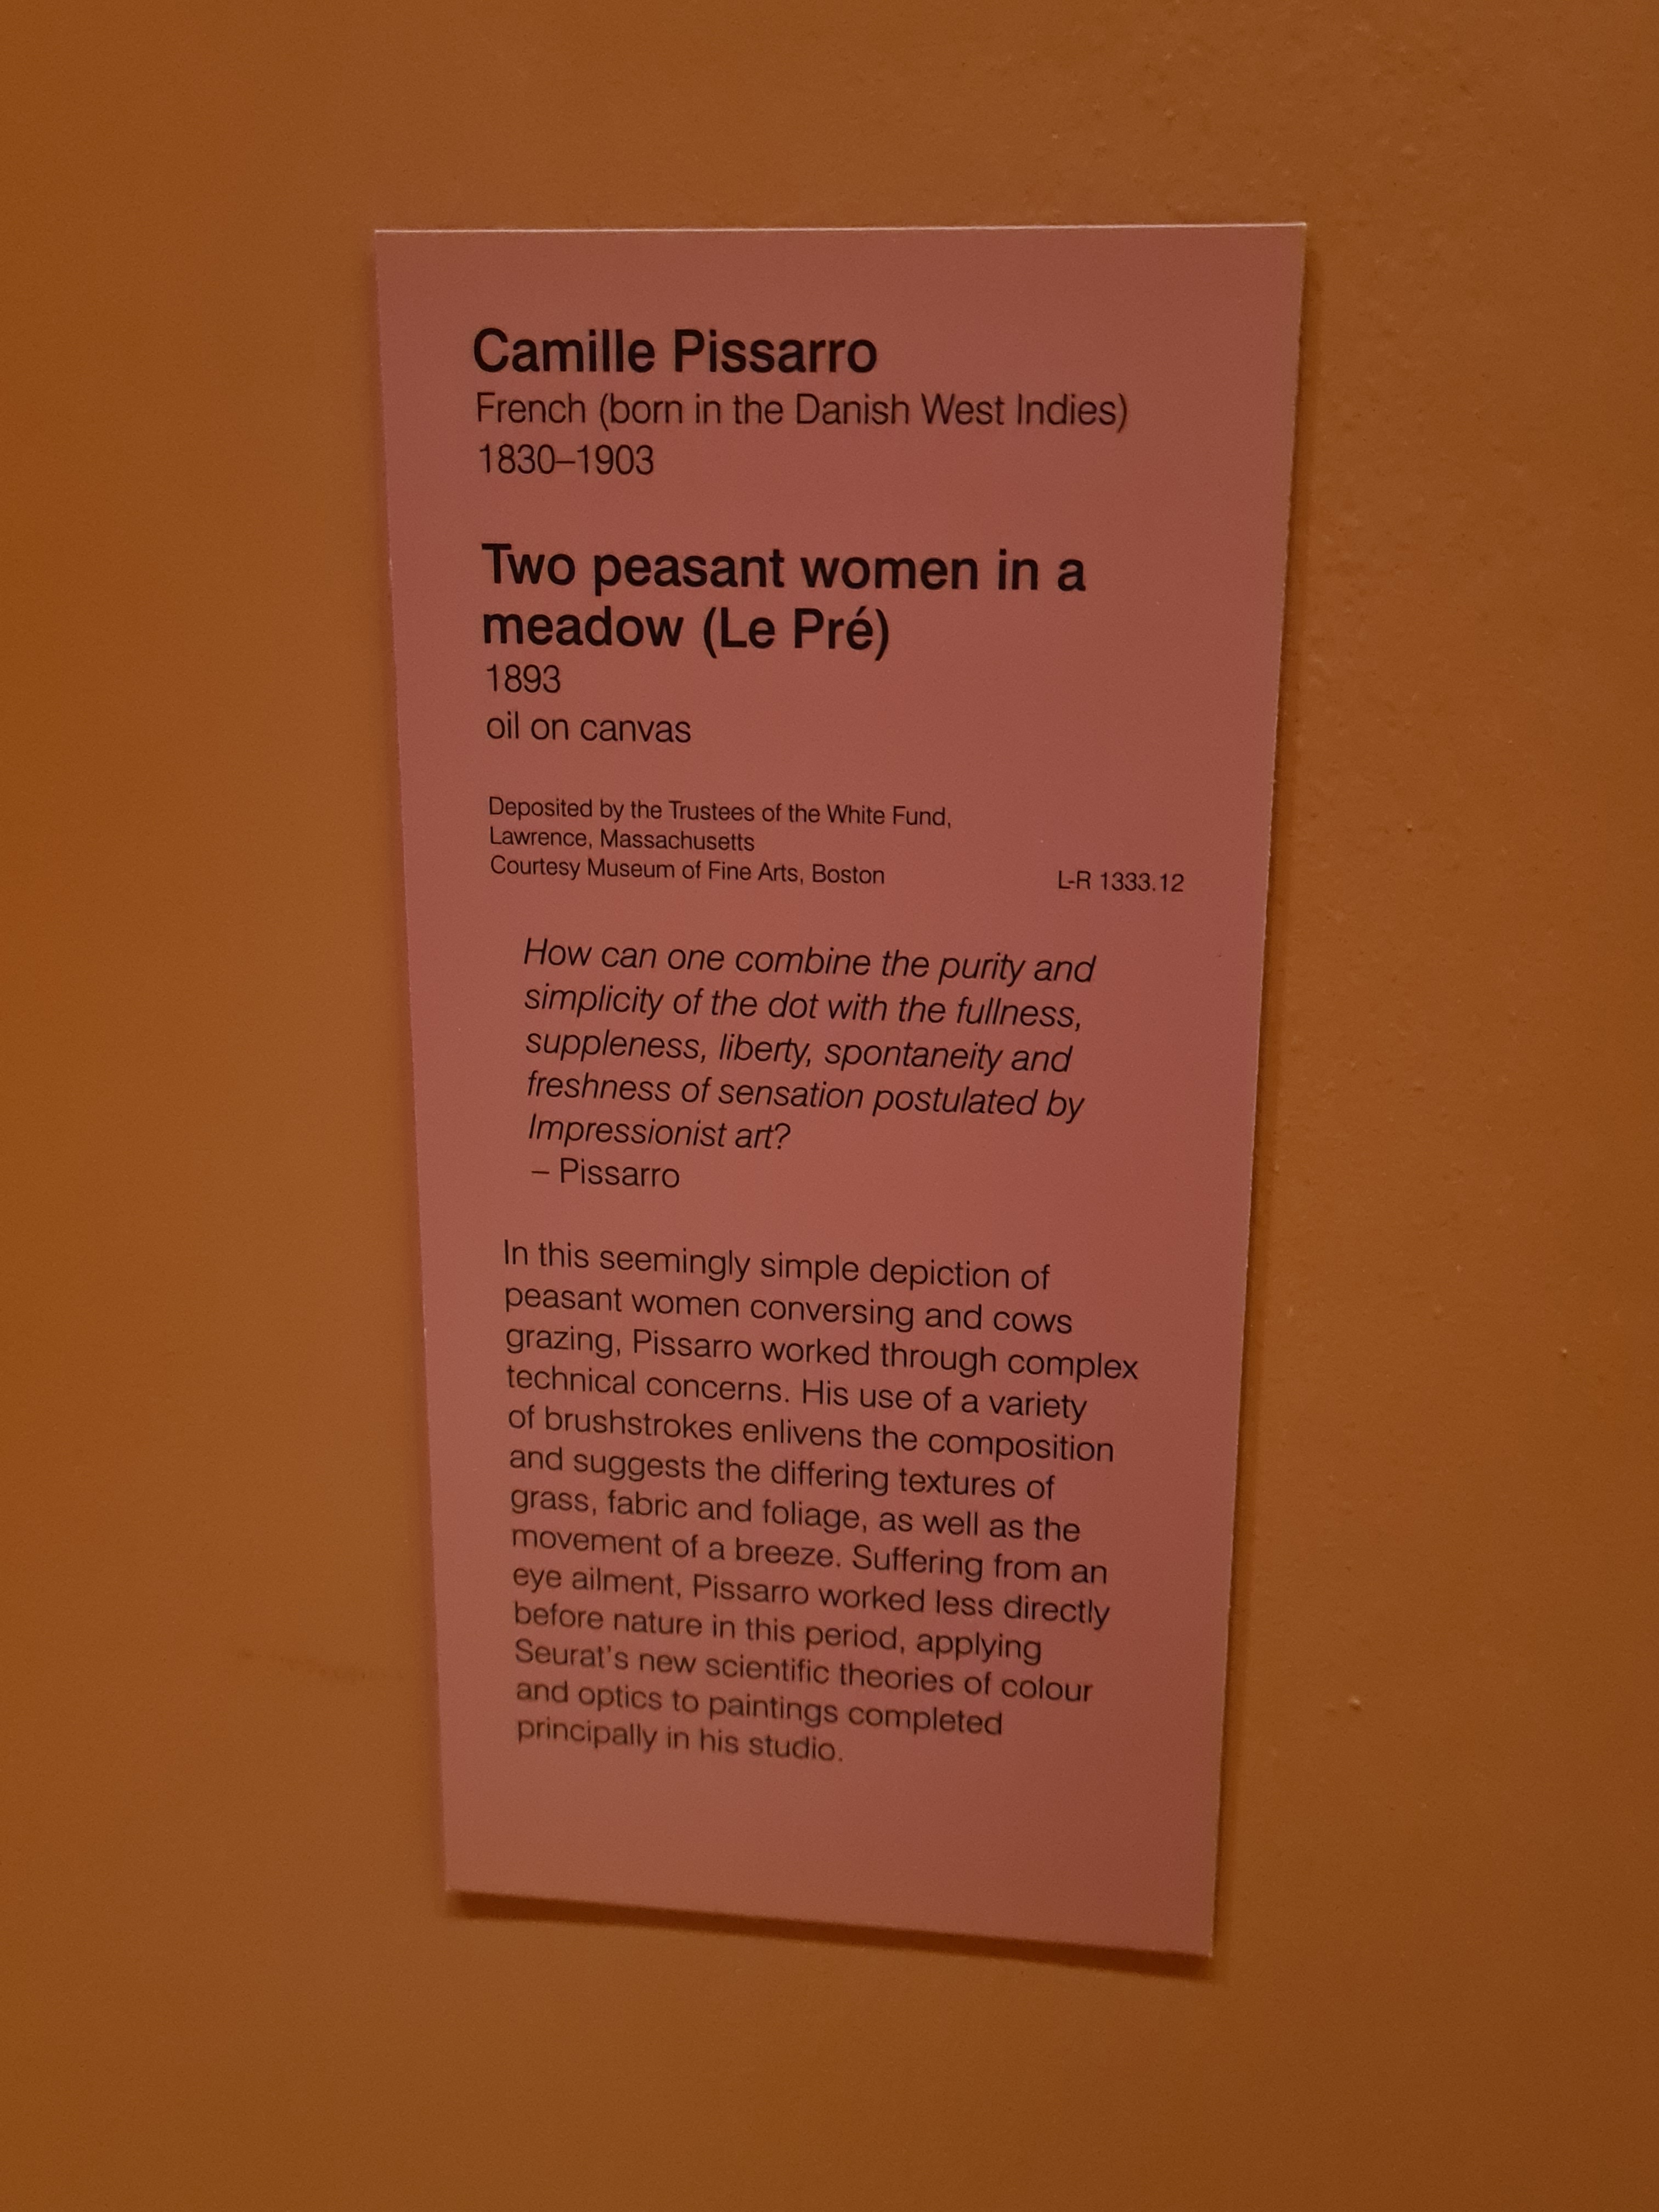 Camille Pissarro
French (born in the Danish West Indies)
1830–1903
Two peasant women in a
meadow (Le Pré)
1893
oil on canvas
Deposited by the Trustees of the White Fund,
Lawrence, Massachusetts
Courtesy Museum of Fine Arts, Boston L-R 1333.12
How can one combine the purity and
simplicity of the dot with the fullness,
suppleness, liberty, spontaneity and
freshness of sensation postulated by
Impressionist art?
– Pissarro
In this seemingly simple depiction of
peasant women conversing and cows
grazing, Pissarro worked through complex
technical concerns. His use of a variety
of brushstrokes enlivens the composition
and suggests the differing textures of
grass, fabric and foliage, as well as the
movement of a breeze. Suffering from an
eye ailment, Pissarro worked less directly
before nature in this period, applying
Seurat's new scientific theories of colour
and optics to paintings completed
principally in his studio.